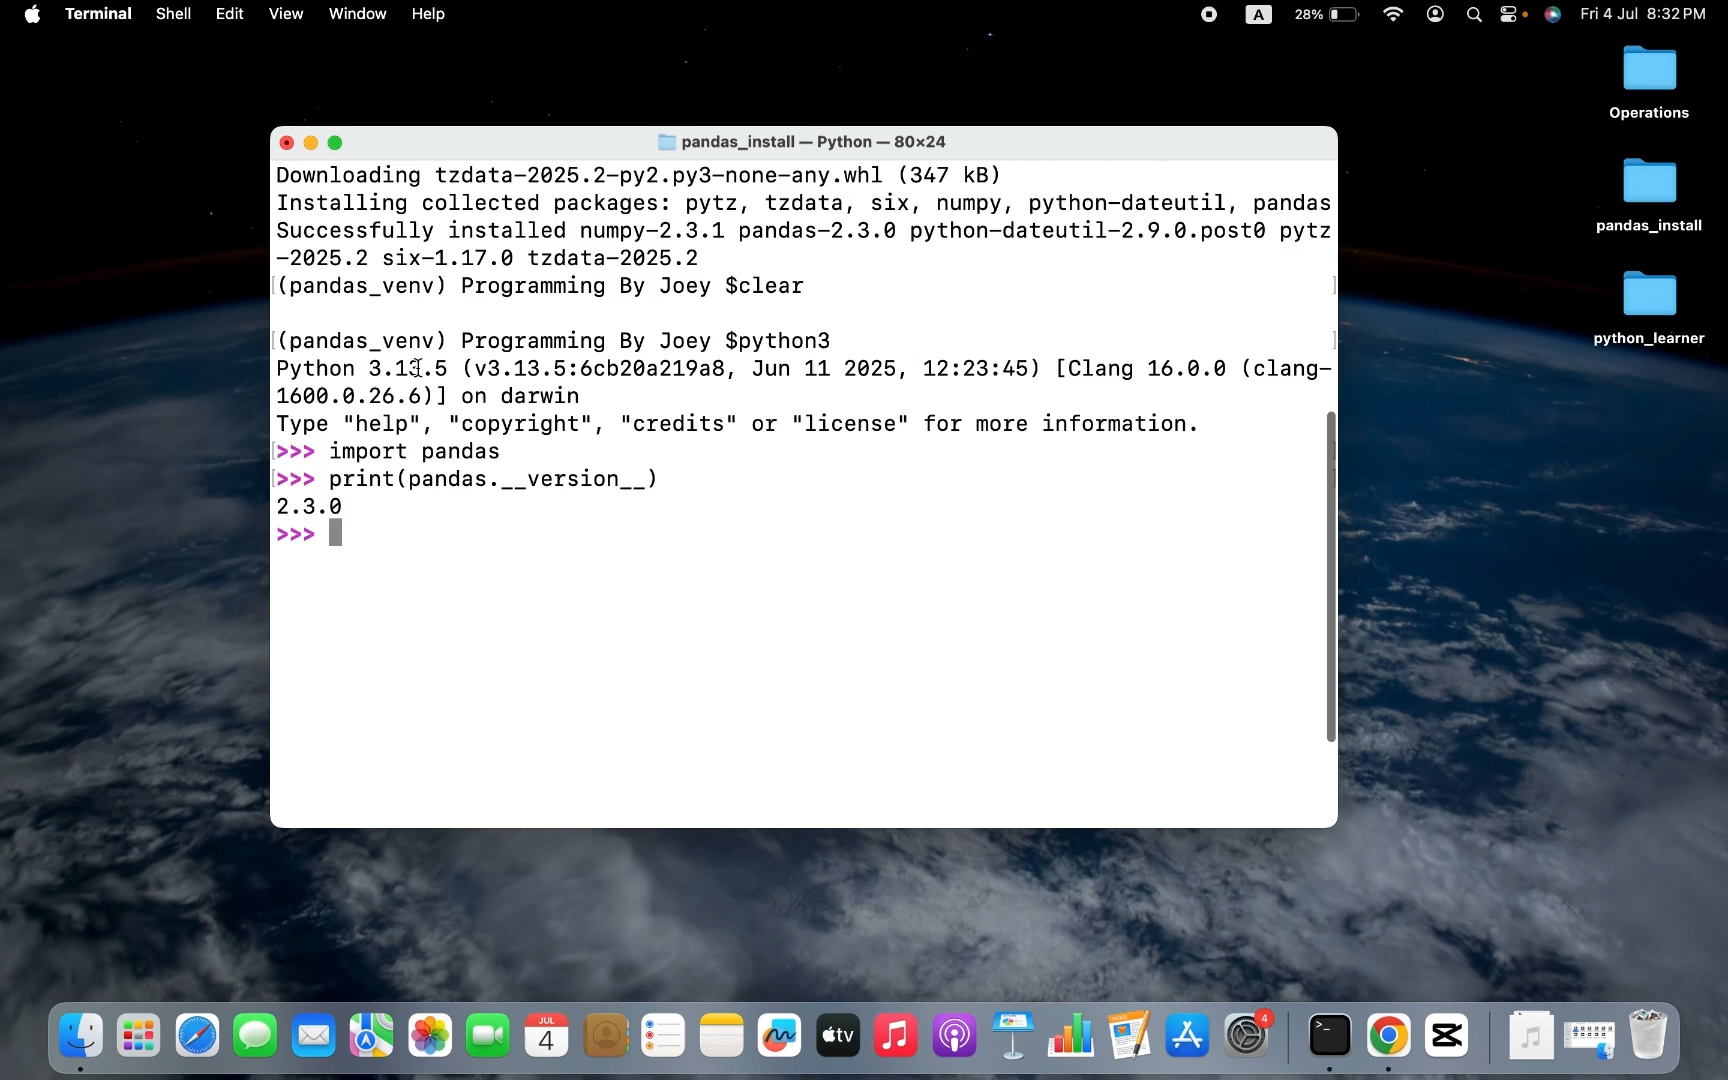 Terminal Shell Edit View Window Help A 28% Fri 4 Jul 8:32 PM
Operations
pandas_install
python_learner
pandas_install — Python — 80×24
Downloading tzdata-2025.2-py2.py3-none-any.whl (347 kB)
Installing collected packages: pytz, tzdata, six, numpy, python-dateutil, pandas
Successfully installed numpy-2.3.1 pandas-2.3.0 python-dateutil-2.9.0.post0 pytz
-2025.2 six-1.17.0 tzdata-2025.2
[(pandas_venv) Programming By Joey $clear ]
[(pandas_venv) Programming By Joey $python3 ]
Python 3.13.5 (v3.13.5:6cb20a219a8, Jun 11 2025, 12:23:45) [Clang 16.0.0 (clang-
1600.0.26.6)] on darwin
Type "help", "copyright", "credits" or "license" for more information.
[>>> import pandas ]
[>>> print(pandas.__version__) ]
2.3.0
>>>
JUL
4
tv
4
>_